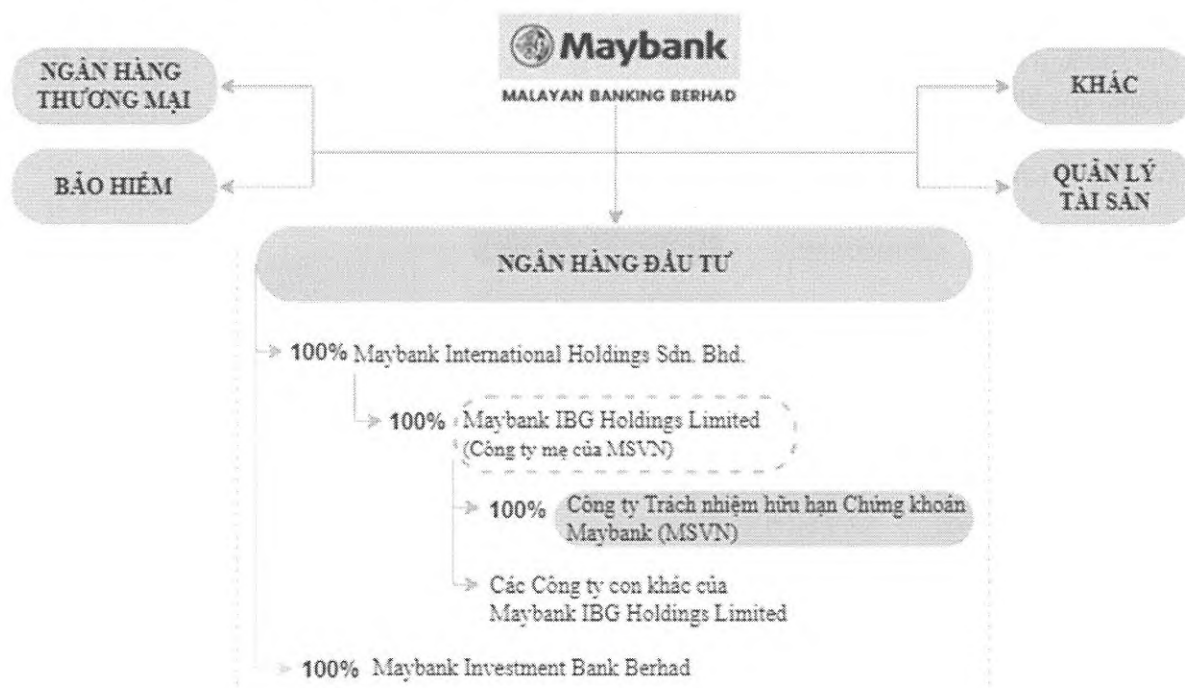 Maybank
MALAYAN BANKING BERHAD
NGÂN HÀNG
THƯƠNG MẠI
KHÁC
BẢO HIỂM
QUẢN LÝ
TÀI SẢN
NGÂN HÀNG ĐẦU TƯ
100% Maybank International Holdings Sdn. Bhd.
100% Maybank IBG Holdings Limited
(Công ty mẹ của MSVN)
100% Công ty Trách nhiệm hữu hạn Chứng khoán
Maybank (MSVN)
Các Công ty con khác của
Maybank IBG Holdings Limited
100% Maybank Investment Bank Berhad